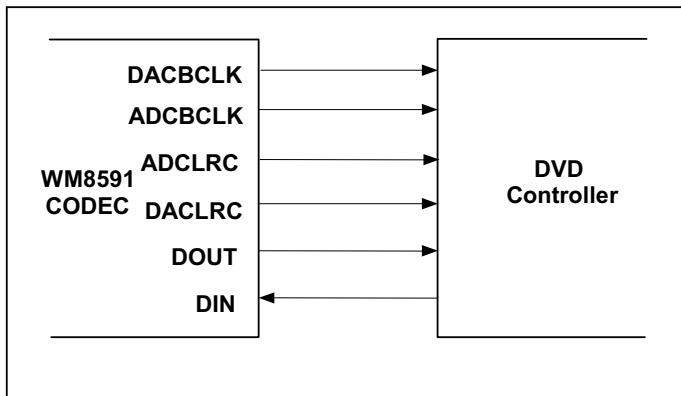 DACBCLK
ADCBCLK
ADCLRC
WM8591
CODEC
DACLRC
DOUT
DIN
DVD
Controller